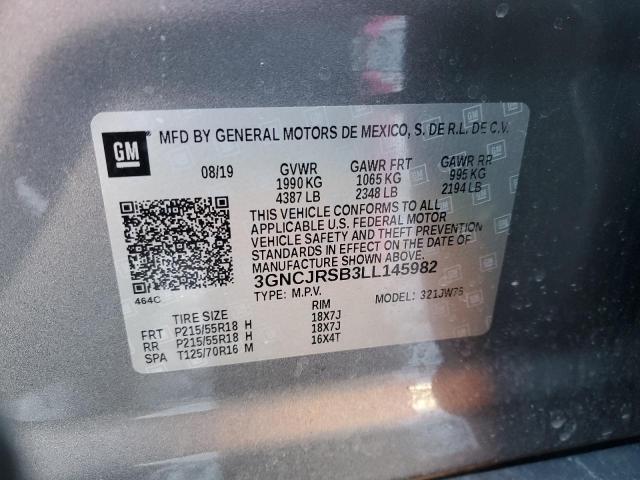 GM
MFD BY GENERAL MOTORS DE MEXICO, S. DE R.L. DE C.V.
08/19 GVWR GAWR FRT GAWR RR
1990 KG 1065 KG 995 KG
4387 LB 2348 LB 2194 LB
THIS VEHICLE CONFORMS TO ALL
APPLICABLE U.S. FEDERAL MOTOR
VEHICLE SAFETY AND THEFT PREVENTION
STANDARDS IN EFFECT ON THE DATE OF
MANUFACTURE SHOWN ABOVE.
3GNCJRSB3LL145982
464C TYPE: M.P.V. MODEL: 321JW76
TIRE SIZE RIM
FRT P215/55R18 H 18X7J
RR P215/55R18 H 18X7J
SPA T125/70R16 M 16X4T